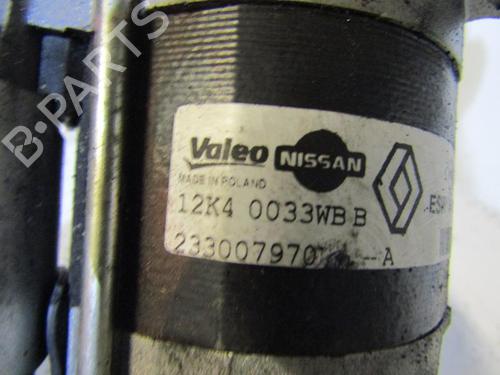 B-PARTS
Valeo NISSAN
MADE IN POLAND
12K4 0033WB B
233007970 --A